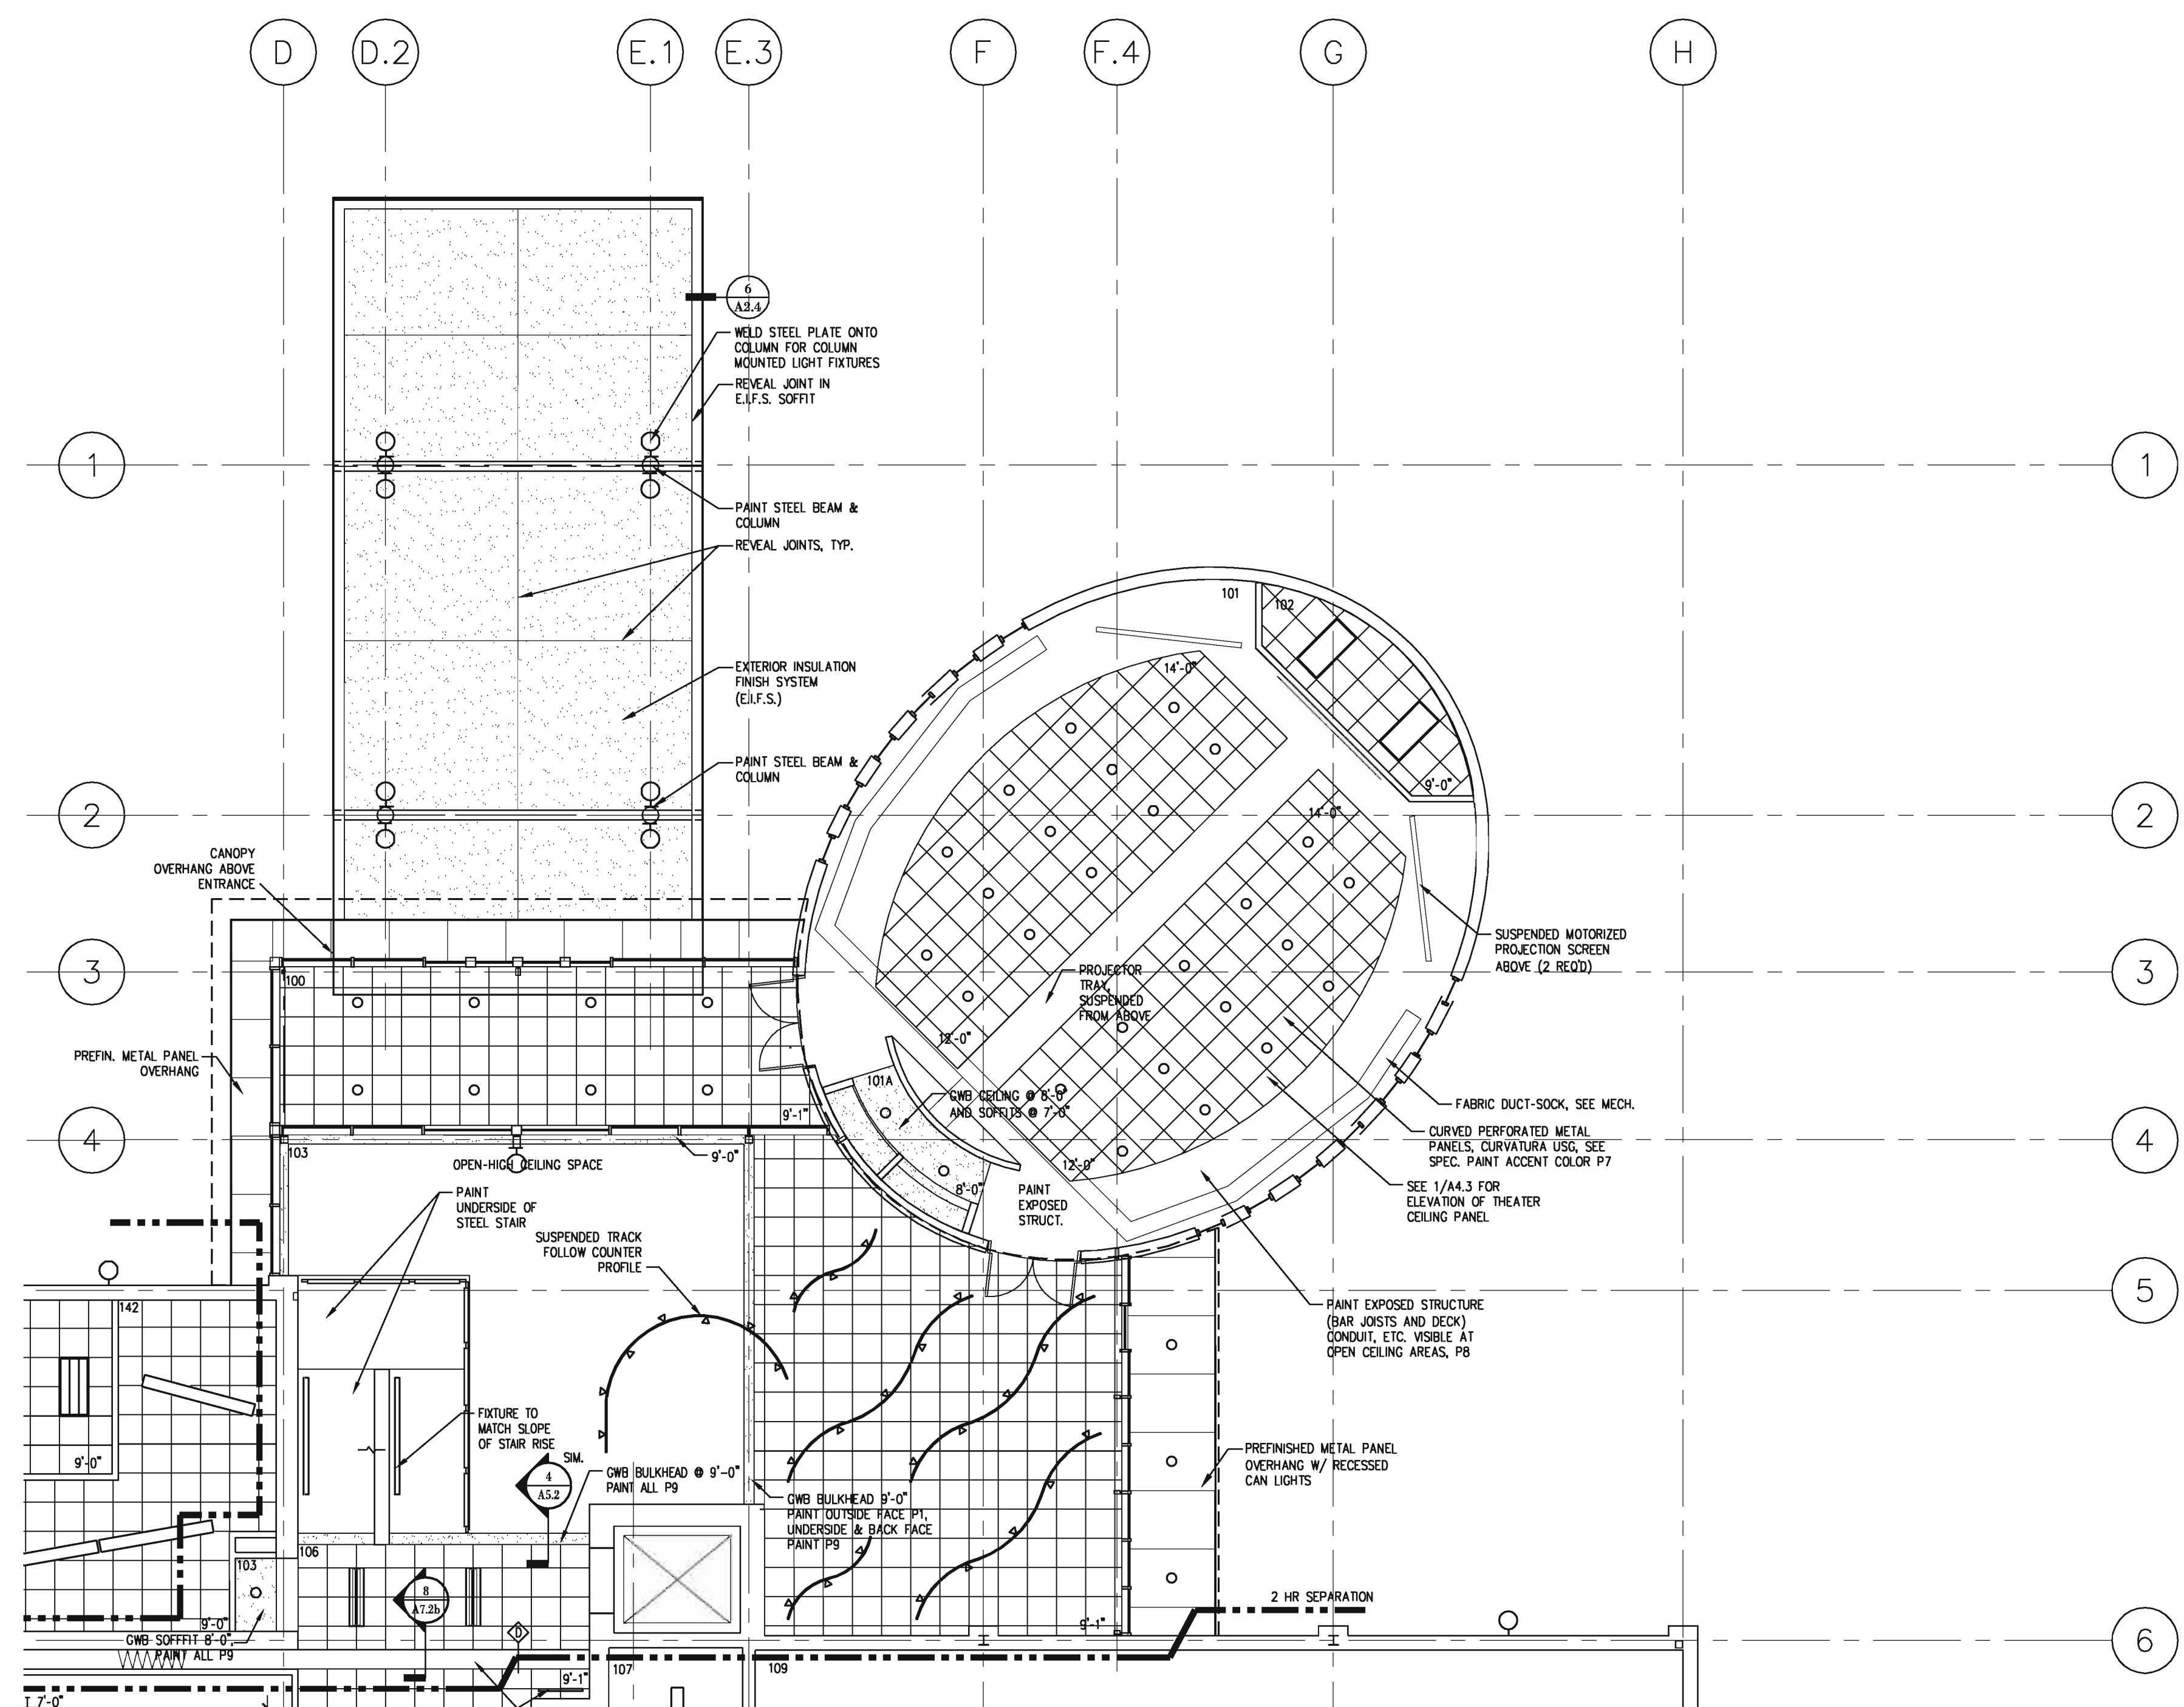 D
D.2
E.1
E.3
F
F.4
G
H
6
A2.4
WELD STEEL PLATE ONTO
COLUMN FOR COLUMN
MOUNTED LIGHT FIXTURES
REVEAL JOINT IN
E.I.F.S. SOFFIT
1
1
PAINT STEEL BEAM &
COLUMN
REVEAL JOINTS, TYP.
101
102
EXTERIOR INSULATION
FINISH SYSTEM
(E.I.F.S.)
14'-0"
PAINT STEEL BEAM &
COLUMN
9'-0"
14'-0"
2
2
CANOPY
OVERHANG ABOVE
ENTRANCE
SUSPENDED MOTORIZED
PROJECTION SCREEN
ABOVE (2 REQ'D)
3
3
100
PROJECTOR
TRAY,
SUSPENDED
FROM ABOVE
12'-0"
PREFIN. METAL PANEL
OVERHANG
101A
GWB CEILING @ 8'-0"
AND SOFFITS @ 7'-0"
FABRIC DUCT-SOCK, SEE MECH.
9'-1"
4
4
CURVED PERFORATED METAL
PANELS, CURVATURA USG, SEE
SPEC. PAINT ACCENT COLOR P7
103
OPEN-HIGH CEILING SPACE
9'-0"
12'-0"
8'-0"
PAINT
EXPOSED
STRUCT.
SEE 1/A4.3 FOR
ELEVATION OF THEATER
CEILING PANEL
PAINT
UNDERSIDE OF
STEEL STAIR
SUSPENDED TRACK
FOLLOW COUNTER
PROFILE
5
142
PAINT EXPOSED STRUCTURE
(BAR JOISTS AND DECK)
CONDUIT, ETC. VISIBLE AT
OPEN CEILING AREAS, P8
FIXTURE TO
MATCH SLOPE
OF STAIR RISE
9'-0"
SIM.
4
A5.2
GWB BULKHEAD @ 9'-0"
PAINT ALL P9
PREFINISHED METAL PANEL
OVERHANG W/ RECESSED
CAN LIGHTS
GWB BULKHEAD 9'-0"
PAINT OUTSIDE FACE P1,
UNDERSIDE & BACK FACE
PAINT P9
106
103
8
A7.2b
2 HR SEPARATION
9'-0"
9'-1"
GWB SOFFFIT 8'-0",
PAINT ALL P9
D
6
107
109
9'-1"
T 7'-0"